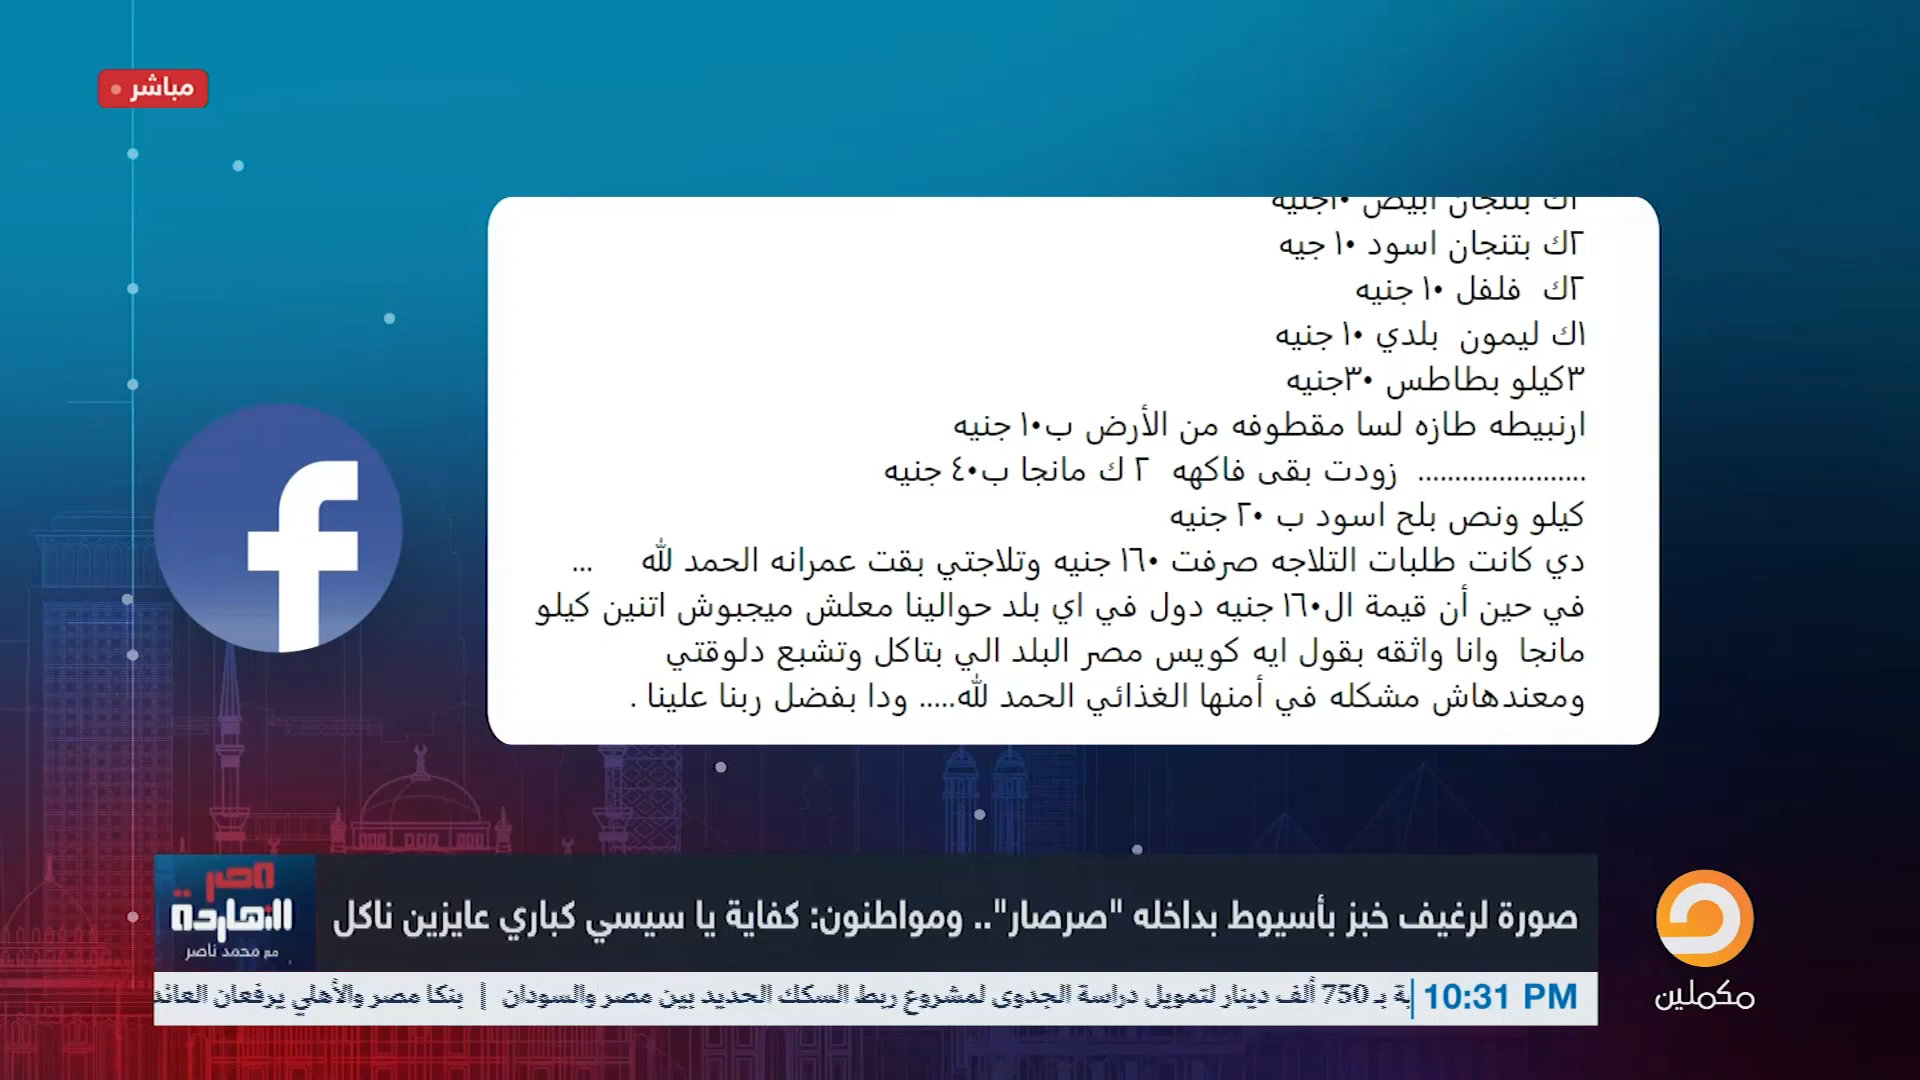 مباشر
٢ك بتنجان اسود ١٠ جيه
٢ك فلفل ١٠ جنيه
١ك ليمون بلدي ١٠ جنيه
٣كيلو بطاطس ٣٠جنيه
ارنبيطه طازه لسا مقطوفه من الأرض ب١٠ جنيه
....................... زودت بقى فاكهه ٢ ك مانجا ب٤٠ جنيه
كيلو ونص بلح اسود ب ٢٠ جنيه
دي كانت طلبات التلاجه صرفت ١٦٠ جنيه وتلاجتي بقت عمرانه الحمد لله ...
في حين أن قيمة ال١٦٠ جنيه دول في اي بلد حوالينا معلش ميجبوش اتنين كيلو
مانجا وانا واثقه بقول ايه كويس مصر البلد الي بتاكل وتشبع دلوقتي
ومعندهاش مشكله في أمنها الغذائي الحمد لله..... ودا بفضل ربنا علينا .
صورة لرغيف خبز بأسيوط بداخله "صرصار".. ومواطنون: كفاية يا سيسي كباري عايزين ناكل
مصر
النهاردة
مع محمد ناصر
10:31 PM
بـ 750 ألف دينار لتمويل دراسة الجدوى لمشروع ربط السكك الحديد بين مصر والسودان | بنكا مصر والأهلي يرفعان العائد
مكملين